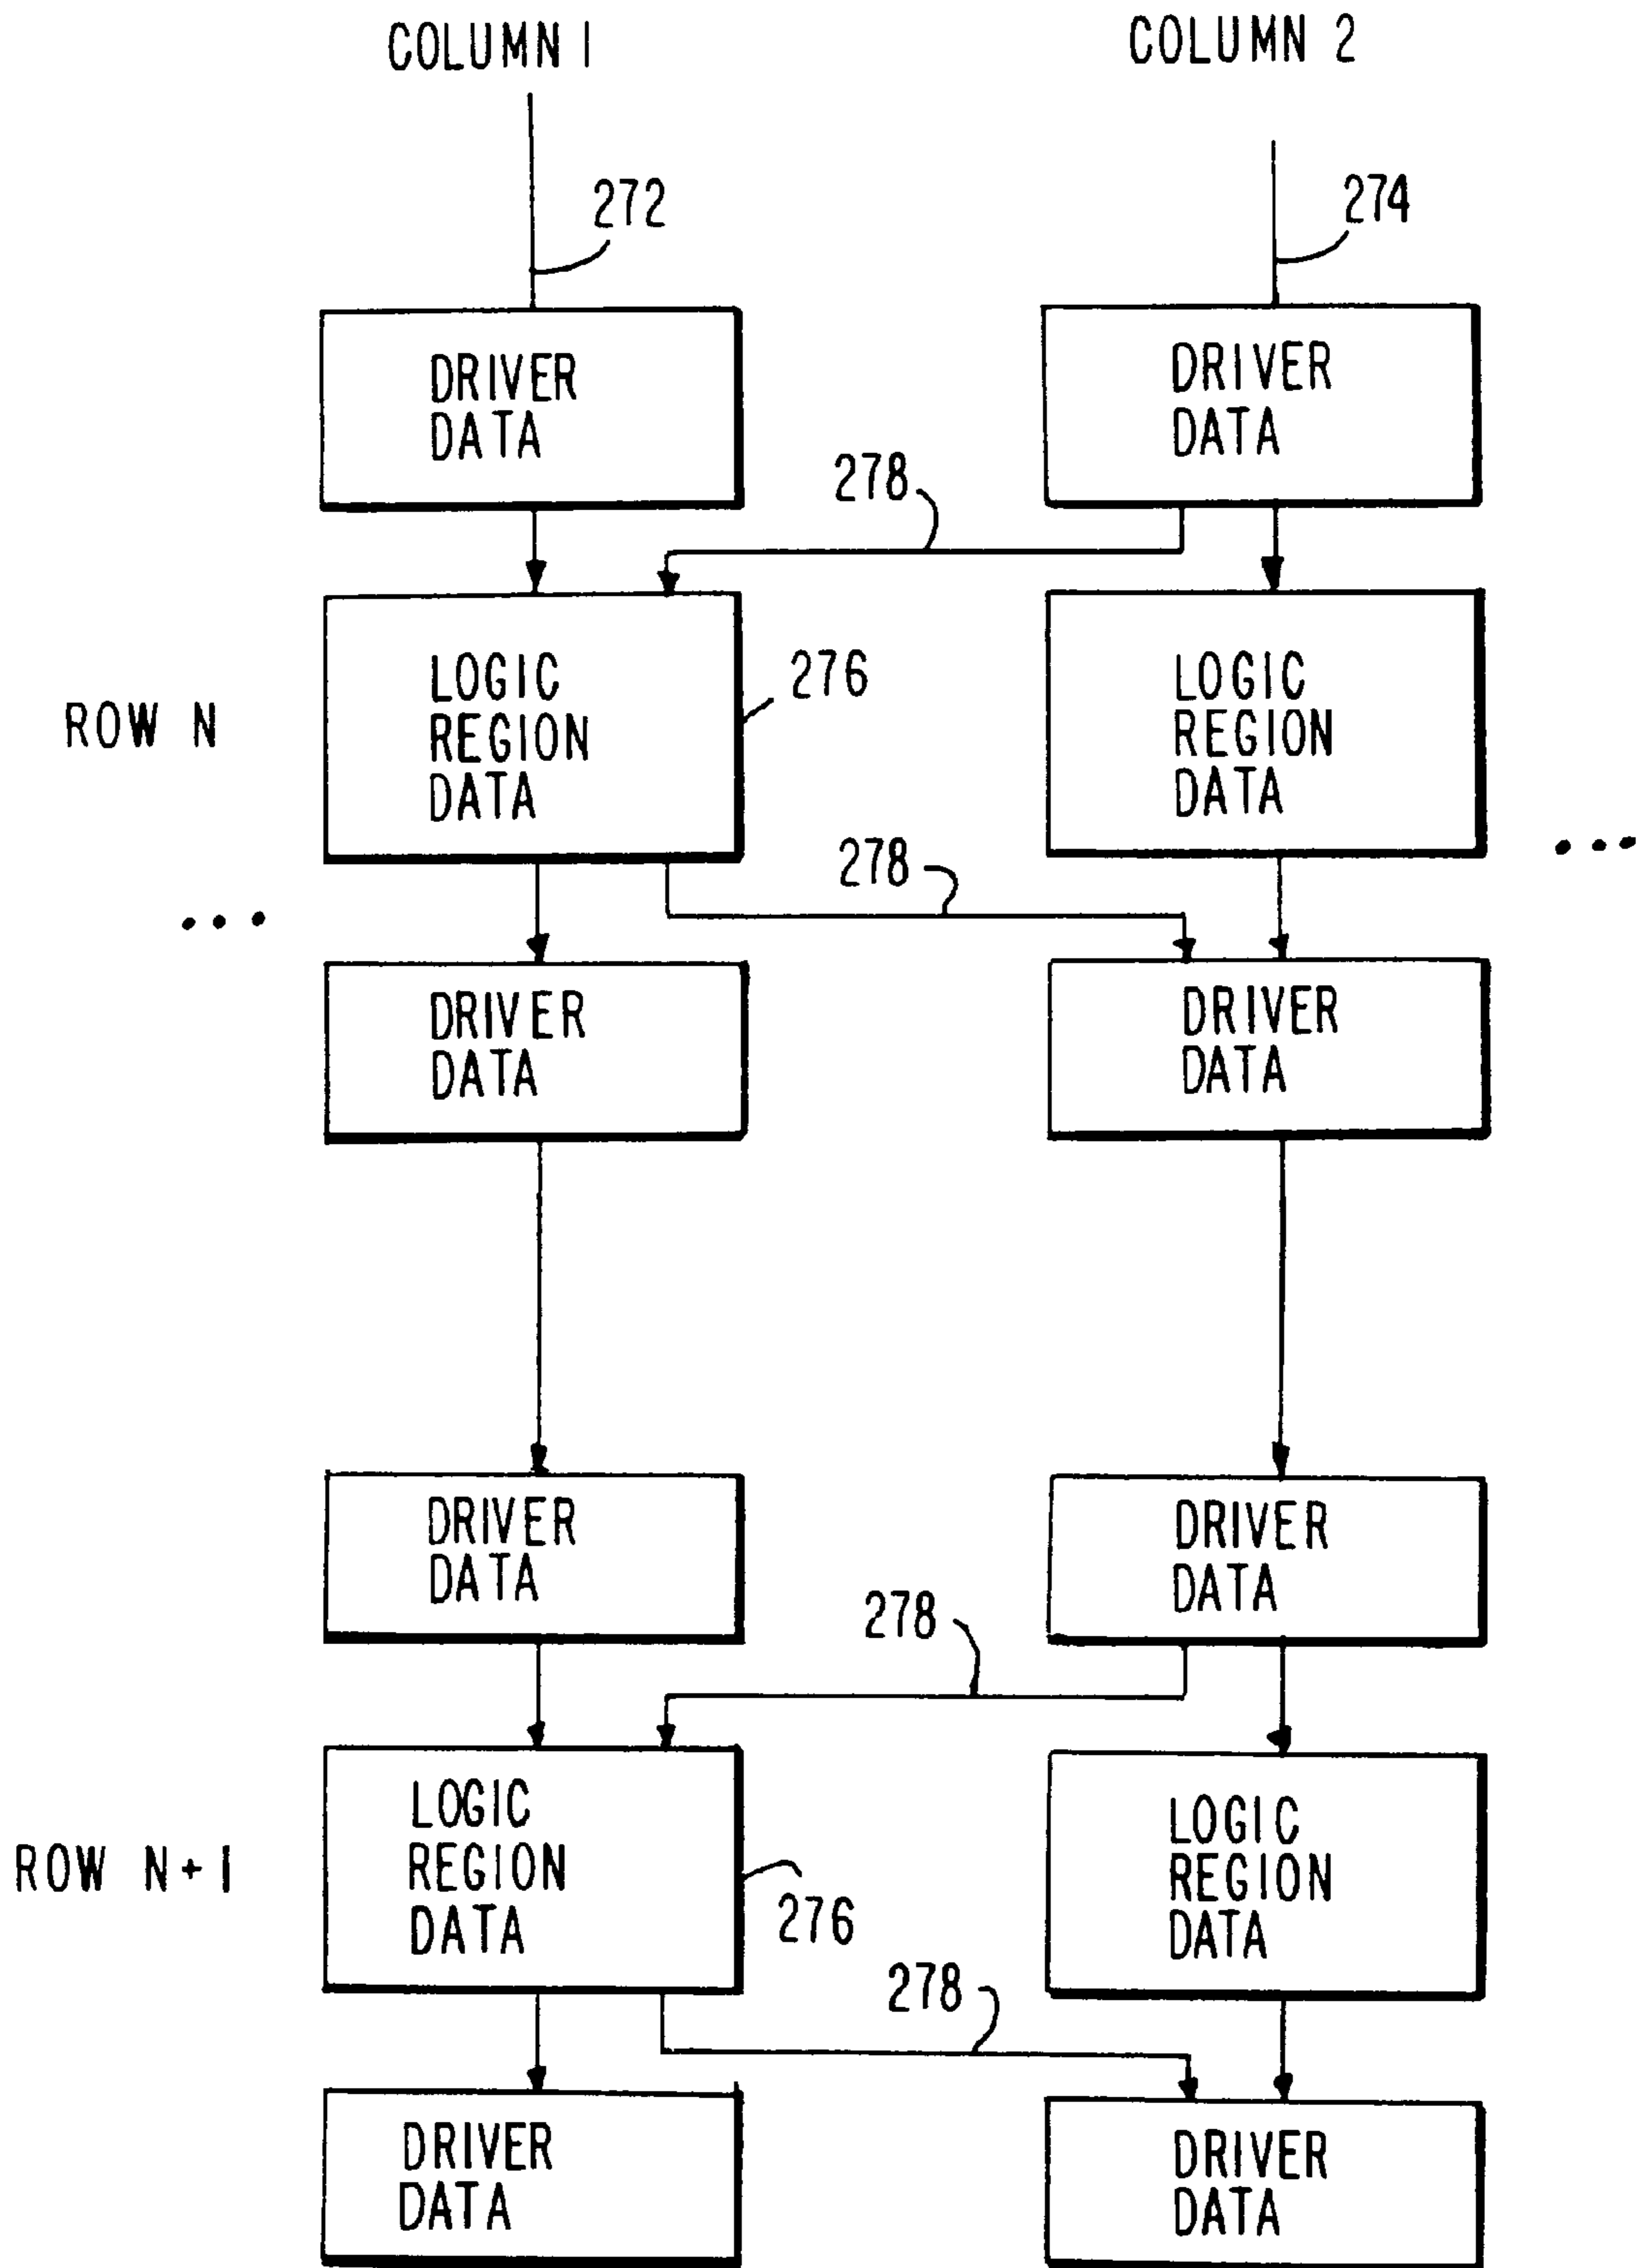 COLUMN 1
COLUMN 2
272
274
DRIVER
DATA
DRIVER
DATA
278
ROW N
LOGIC
REGION
DATA
276
LOGIC
REGION
DATA
...
278
...
DRIVER
DATA
DRIVER
DATA
DRIVER
DATA
DRIVER
DATA
278
ROW N+1
LOGIC
REGION
DATA
276
LOGIC
REGION
DATA
278
DRIVER
DATA
DRIVER
DATA